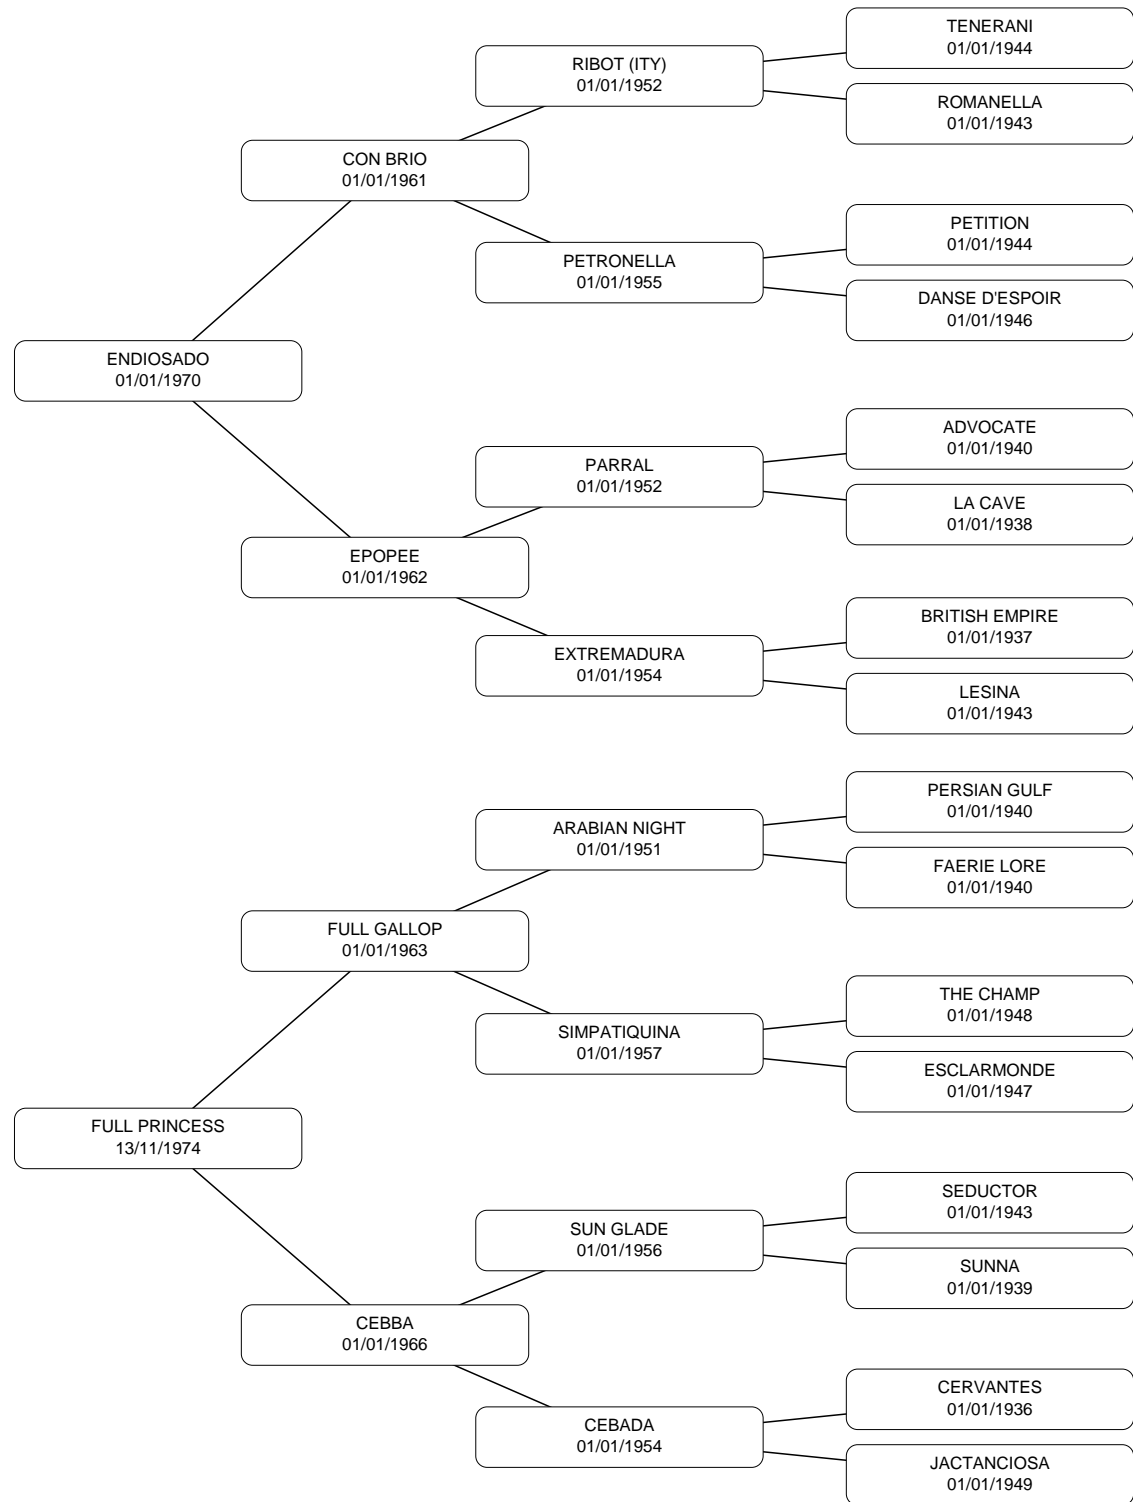 TENERANI
01/01/1944
RIBOT (ITY)
01/01/1952
ROMANELLA
01/01/1943
CON BRIO
01/01/1961
PETITION
01/01/1944
PETRONELLA
01/01/1955
DANSE D'ESPOIR
01/01/1946
ENDIOSADO
01/01/1970
ADVOCATE
01/01/1940
PARRAL
01/01/1952
LA CAVE
01/01/1938
EPOPEE
01/01/1962
BRITISH EMPIRE
01/01/1937
EXTREMADURA
01/01/1954
LESINA
01/01/1943
PERSIAN GULF
01/01/1940
ARABIAN NIGHT
01/01/1951
FAERIE LORE
01/01/1940
FULL GALLOP
01/01/1963
THE CHAMP
01/01/1948
SIMPATIQUINA
01/01/1957
ESCLARMONDE
01/01/1947
FULL PRINCESS
13/11/1974
SEDUCTOR
01/01/1943
SUN GLADE
01/01/1956
SUNNA
01/01/1939
CEBBA
01/01/1966
CERVANTES
01/01/1936
CEBADA
01/01/1954
JACTANCIOSA
01/01/1949